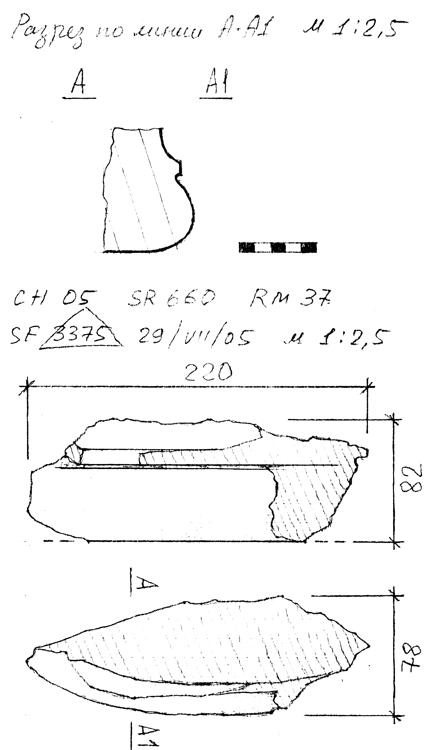 Разрез по линии А-А1 М 1:2,5
А А1
CH 05 SR 660 RM 37
SF 3375 29/VII/05 М 1:2,5
220
82
А
78
А1